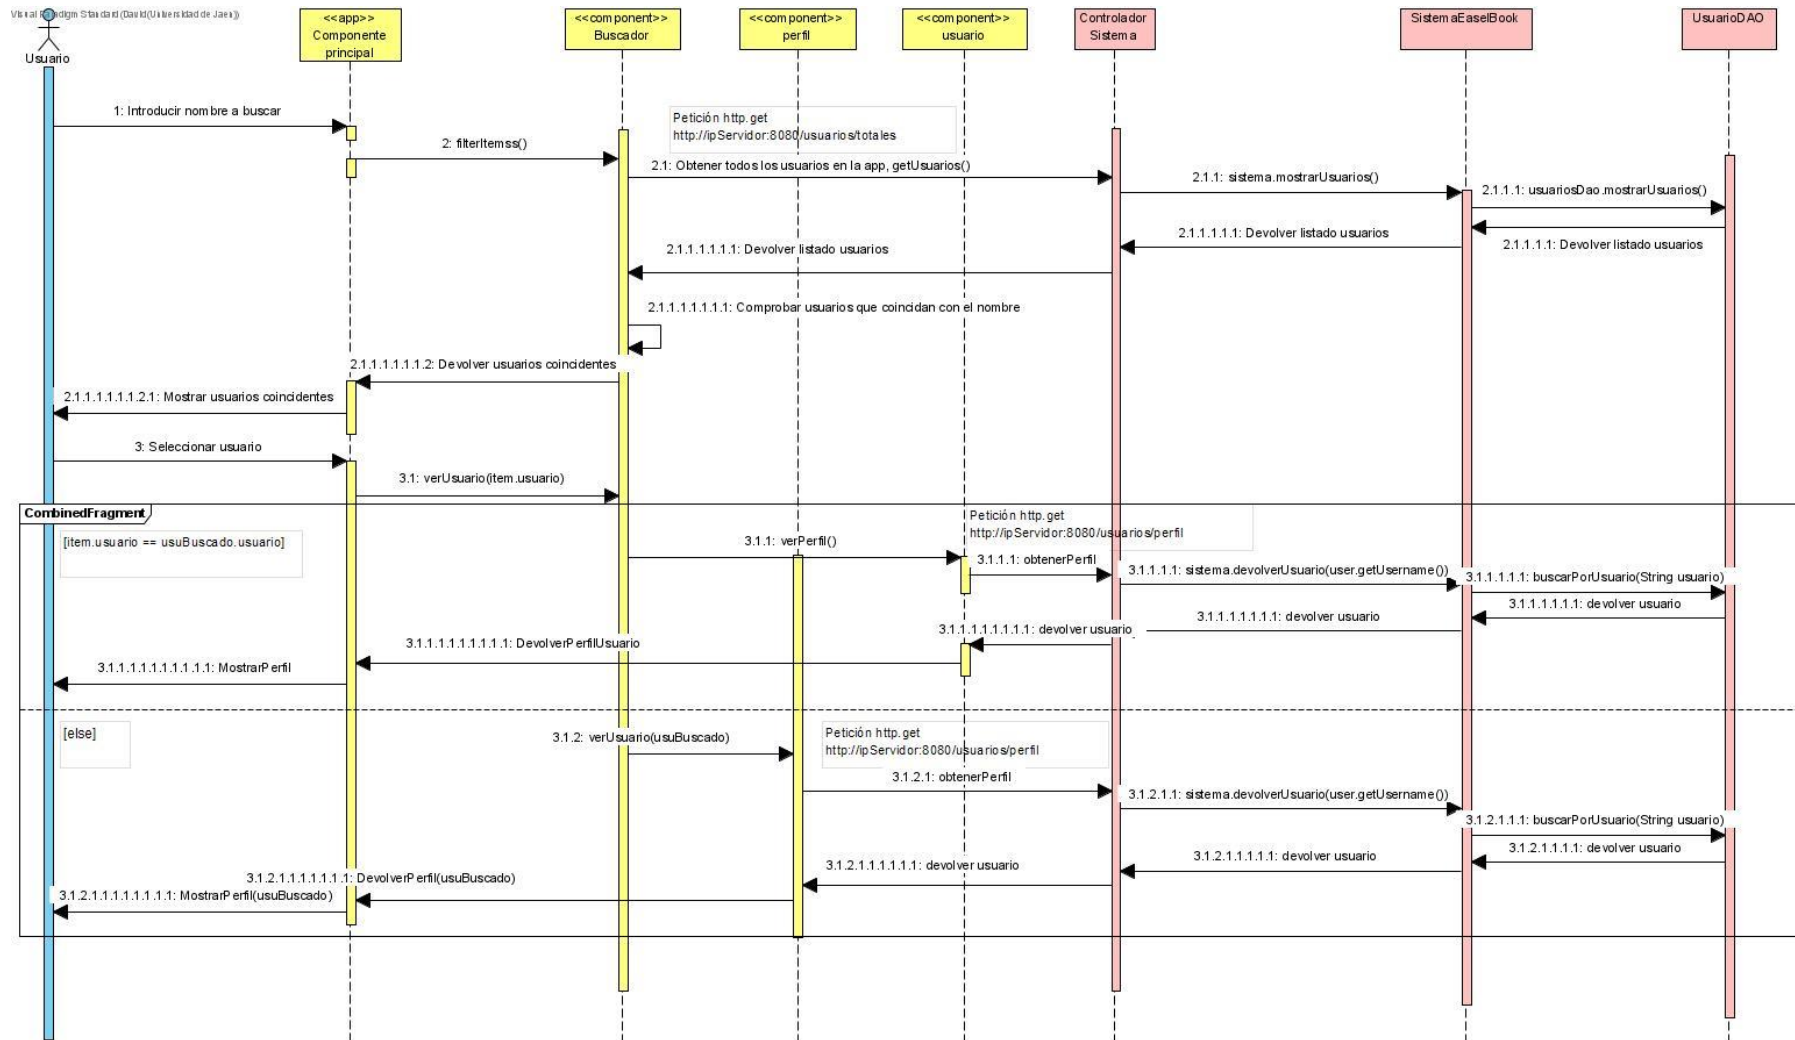 Visual Paradigm Standard (David(Universidad de Jaen))
Usuario
<<app>>
Componente
principal
<<component>>
Buscador
<<component>>
perfil
<<component>>
usuario
Controlador
Sistema
SistemaEaselBook
UsuarioDAO
1: Introducir nombre a buscar
Petición http.get
http://ipServidor:8080/usuarios/totales
2: filterItemss()
2.1: Obtener todos los usuarios en la app, getUsuarios()
2.1.1: sistema.mostrarUsuarios()
2.1.1.1: usuariosDao.mostrarUsuarios()
2.1.1.1.1: Devolver listado usuarios
2.1.1.1.1.1: Devolver listado usuarios
2.1.1.1.1.1.1: Devolver listado usuarios
2.1.1.1.1.1.1.1: Comprobar usuarios que coincidan con el nombre
2.1.1.1.1.1.1.2: Devolver usuarios coincidentes
2.1.1.1.1.1.1.2.1: Mostrar usuarios coincidentes
3: Seleccionar usuario
3.1: verUsuario(item.usuario)
CombinedFragment
[item.usuario == usuBuscado.usuario]
Petición http.get
http://ipServidor:8080/usuarios/perfil
3.1.1: verPerfil()
3.1.1.1: obtenerPerfil
3.1.1.1.1: sistema.devolverUsuario(user.getUsername())
3.1.1.1.1.1: buscarPorUsuario(String usuario)
3.1.1.1.1.1.1: devolver usuario
3.1.1.1.1.1.1.1: devolver usuario
3.1.1.1.1.1.1.1.1: devolver usuario
3.1.1.1.1.1.1.1.1.1: DevolverPerfilUsuario
3.1.1.1.1.1.1.1.1.1.1: MostrarPerfil
[else]
3.1.2: verUsuario(usuBuscado)
Petición http.get
http://ipServidor:8080/usuarios/perfil
3.1.2.1: obtenerPerfil
3.1.2.1.1: sistema.devolverUsuario(user.getUsername())
3.1.2.1.1.1: buscarPorUsuario(String usuario)
3.1.2.1.1.1.1: devolver usuario
3.1.2.1.1.1.1.1: devolver usuario
3.1.2.1.1.1.1.1.1: devolver usuario
3.1.2.1.1.1.1.1.1.1: DevolverPerfil(usuBuscado)
3.1.2.1.1.1.1.1.1.1.1: MostrarPerfil(usuBuscado)